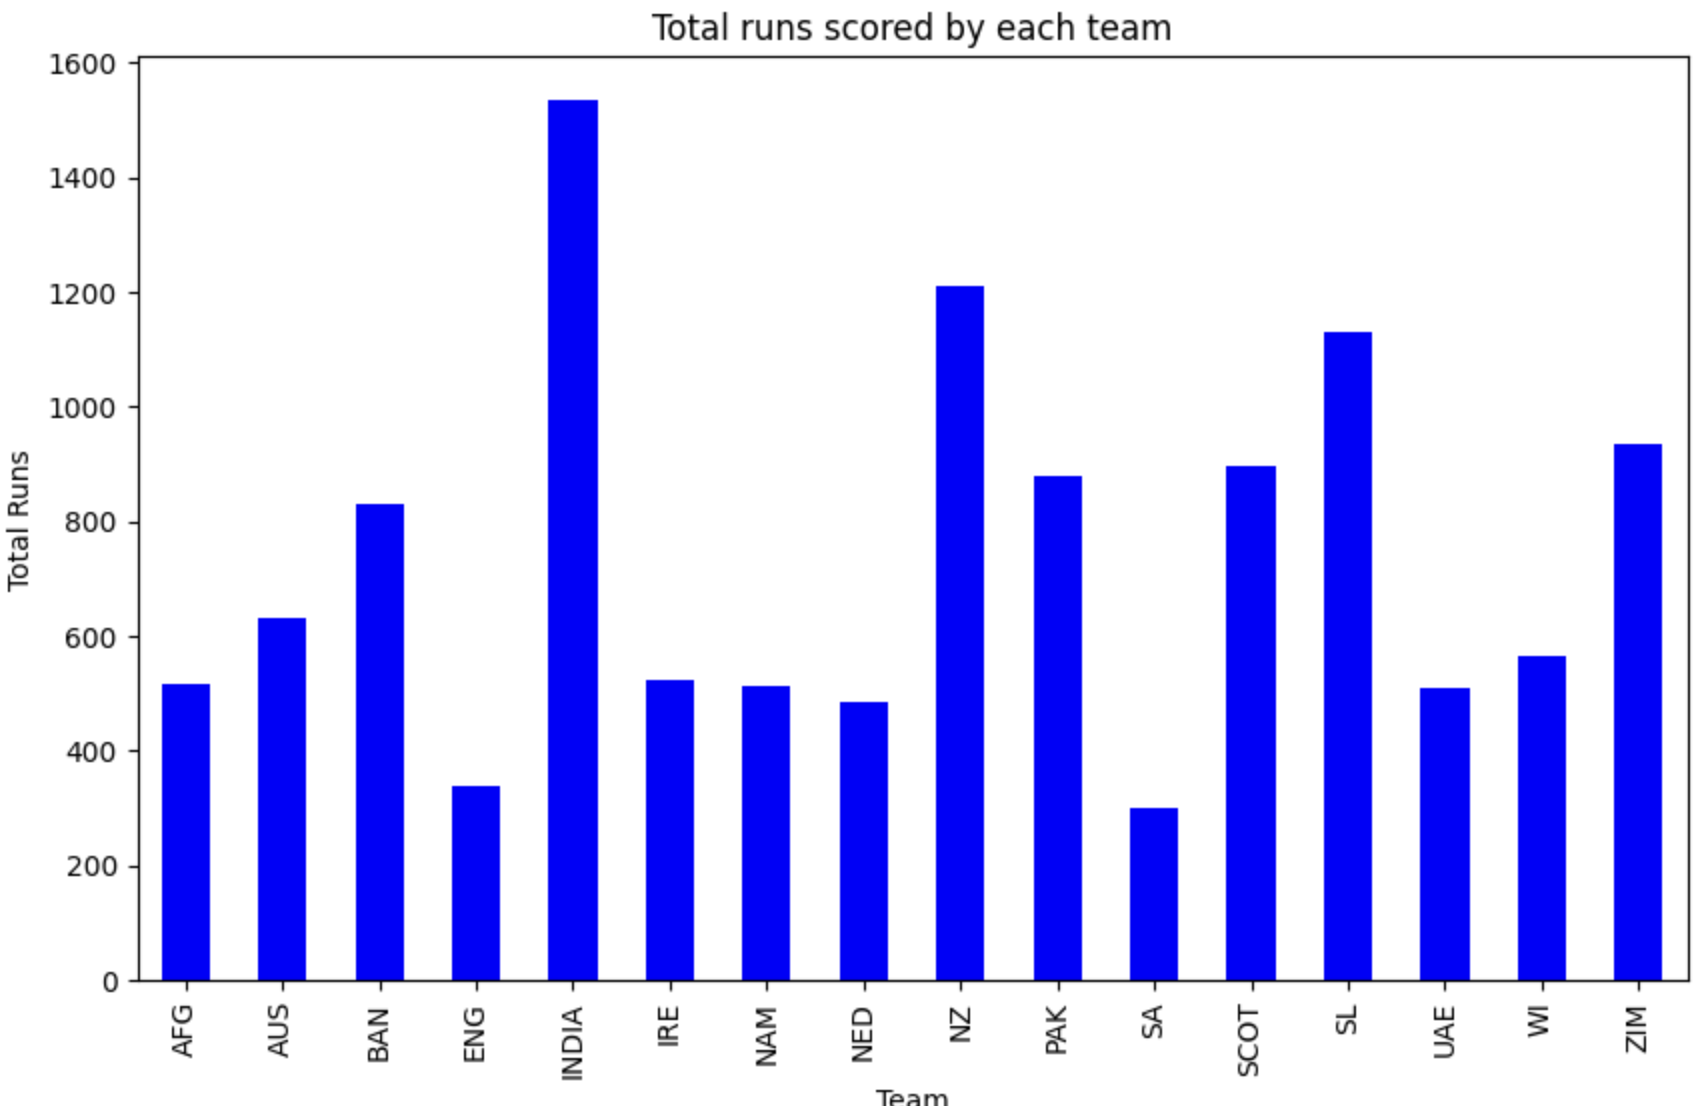 Total runs scored by each team
1600
1400
1200
1000
800
600
400
200
0
Total Runs
AFG
AUS
BAN
ENG
INDIA
IRE
NAM
NED
NZ
PAK
SA
SCOT
SL
UAE
WI
ZIM
Team